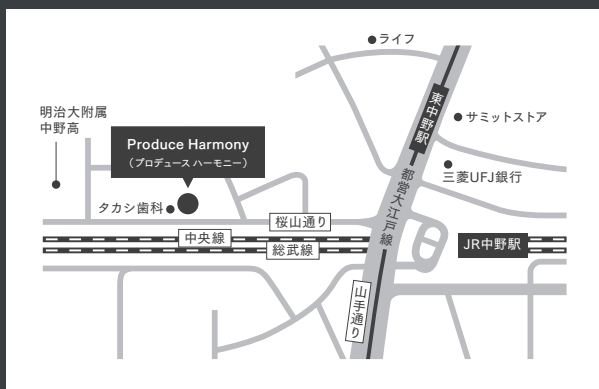 ライフ
明治大附属
中野高
東中野駅
サミットストア
Produce Harmony
（プロデュース ハーモニー）
三菱UFJ銀行
タカシ歯科
都営大江戸線
桜山通り
中央線
総武線
JR中野駅
山手通り